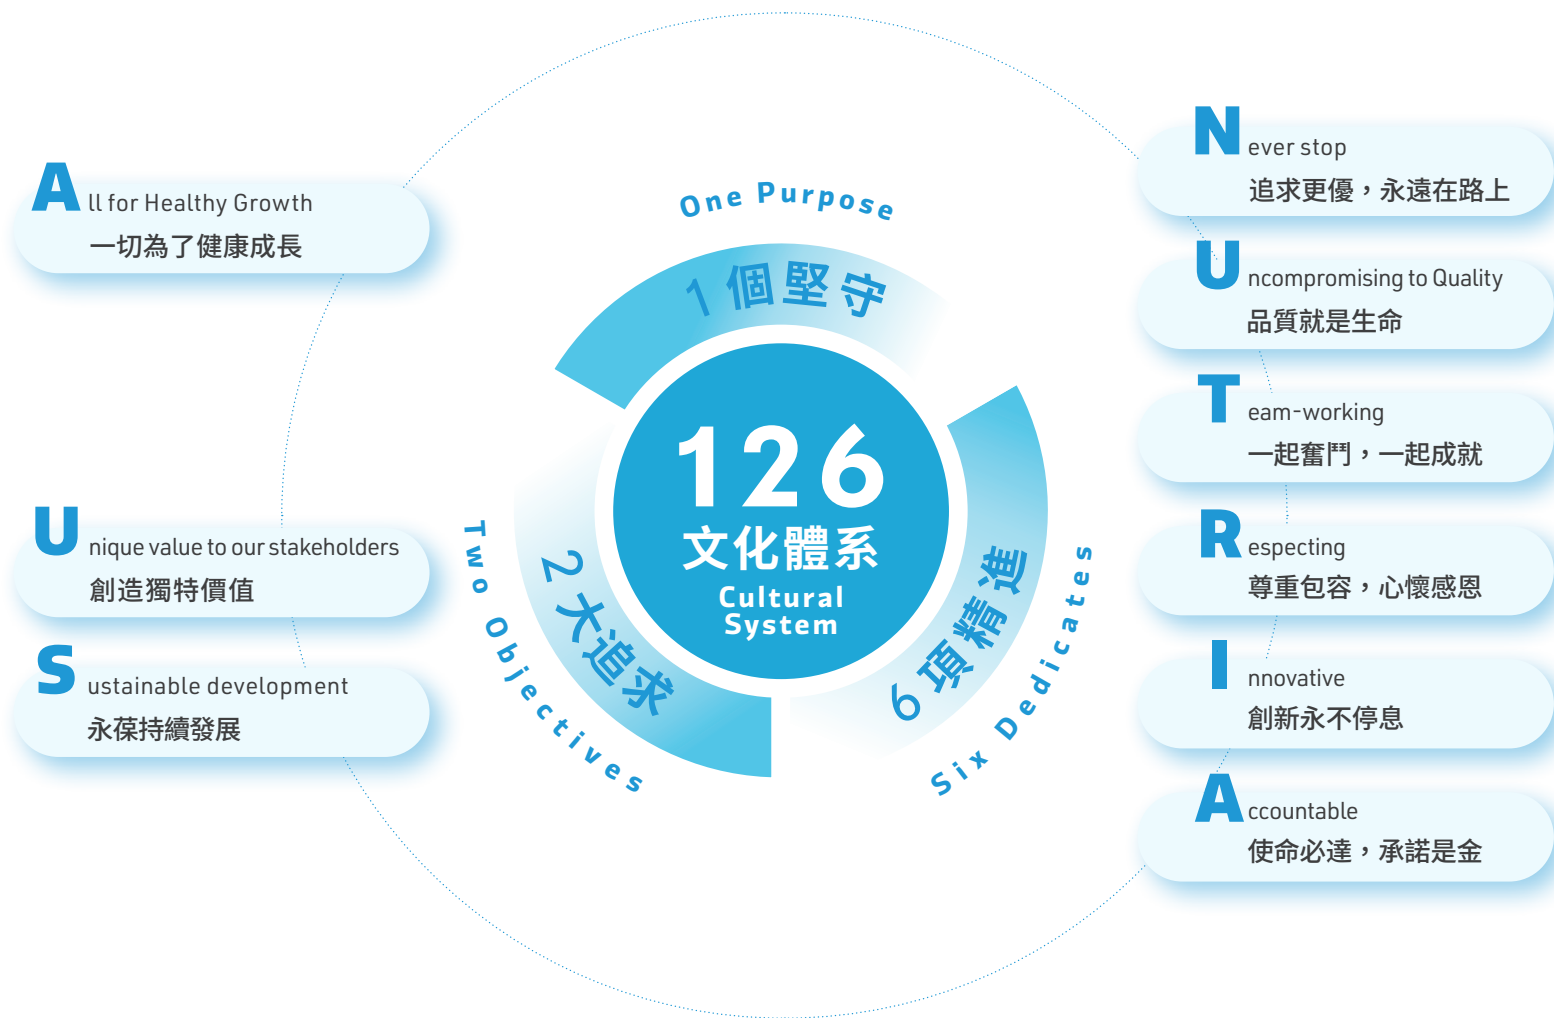 All for Healthy Growth
一切為了健康成長
Unique value to our stakeholders
創造獨特價值
Sustainable development
永葆持續發展
One Purpose
1個堅守
126
文化體系
Cultural
System
Two Objectives
2大追求
6項精進
Six Dedicates
Never stop
追求更優，永遠在路上
Uncompromising to Quality
品質就是生命
Team-working
一起奮鬥，一起成就
Respecting
尊重包容，心懷感恩
Innovative
創新永不停息
Accountable
使命必達，承諾是金